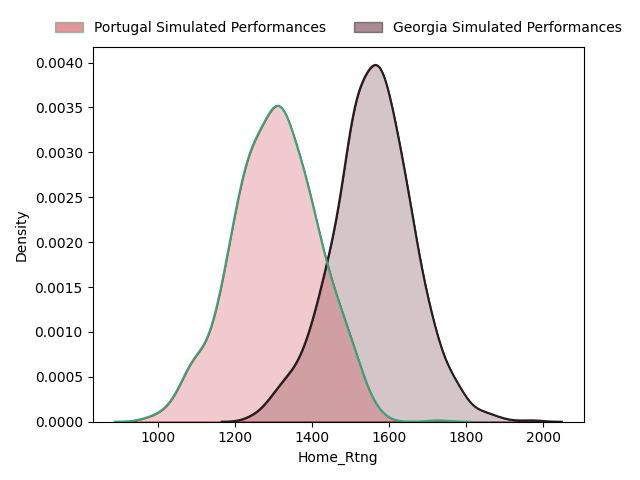 Portugal Simulated Performances Georgia Simulated Performances
0.0040
0.0035
0.0030
0.0025
0.0020
0.0015
0.0010
0.0005
0.0000
Density
1000 1200 1400 1600 1800 2000
Home_Rtng